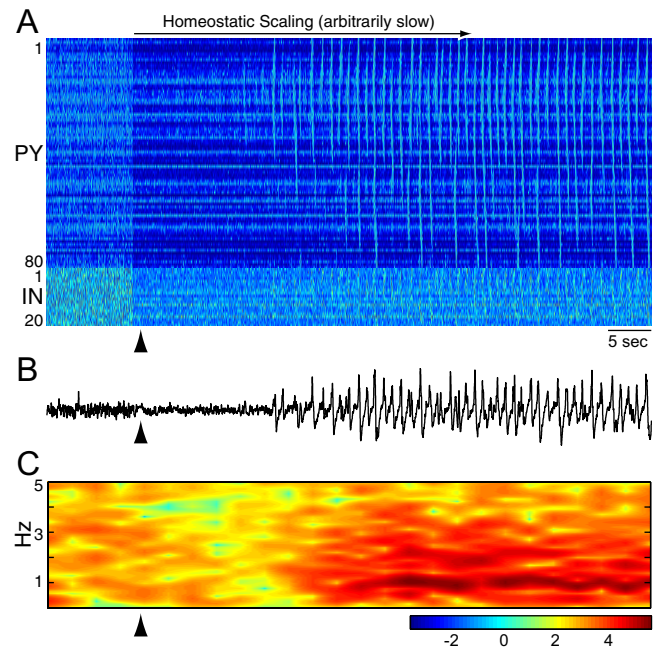 A
Homeostatic Scaling (arbitrarily slow)
1
PY
80
1
IN
20
5 sec
B
C
5
Hz
3
1
-2 0 2 4